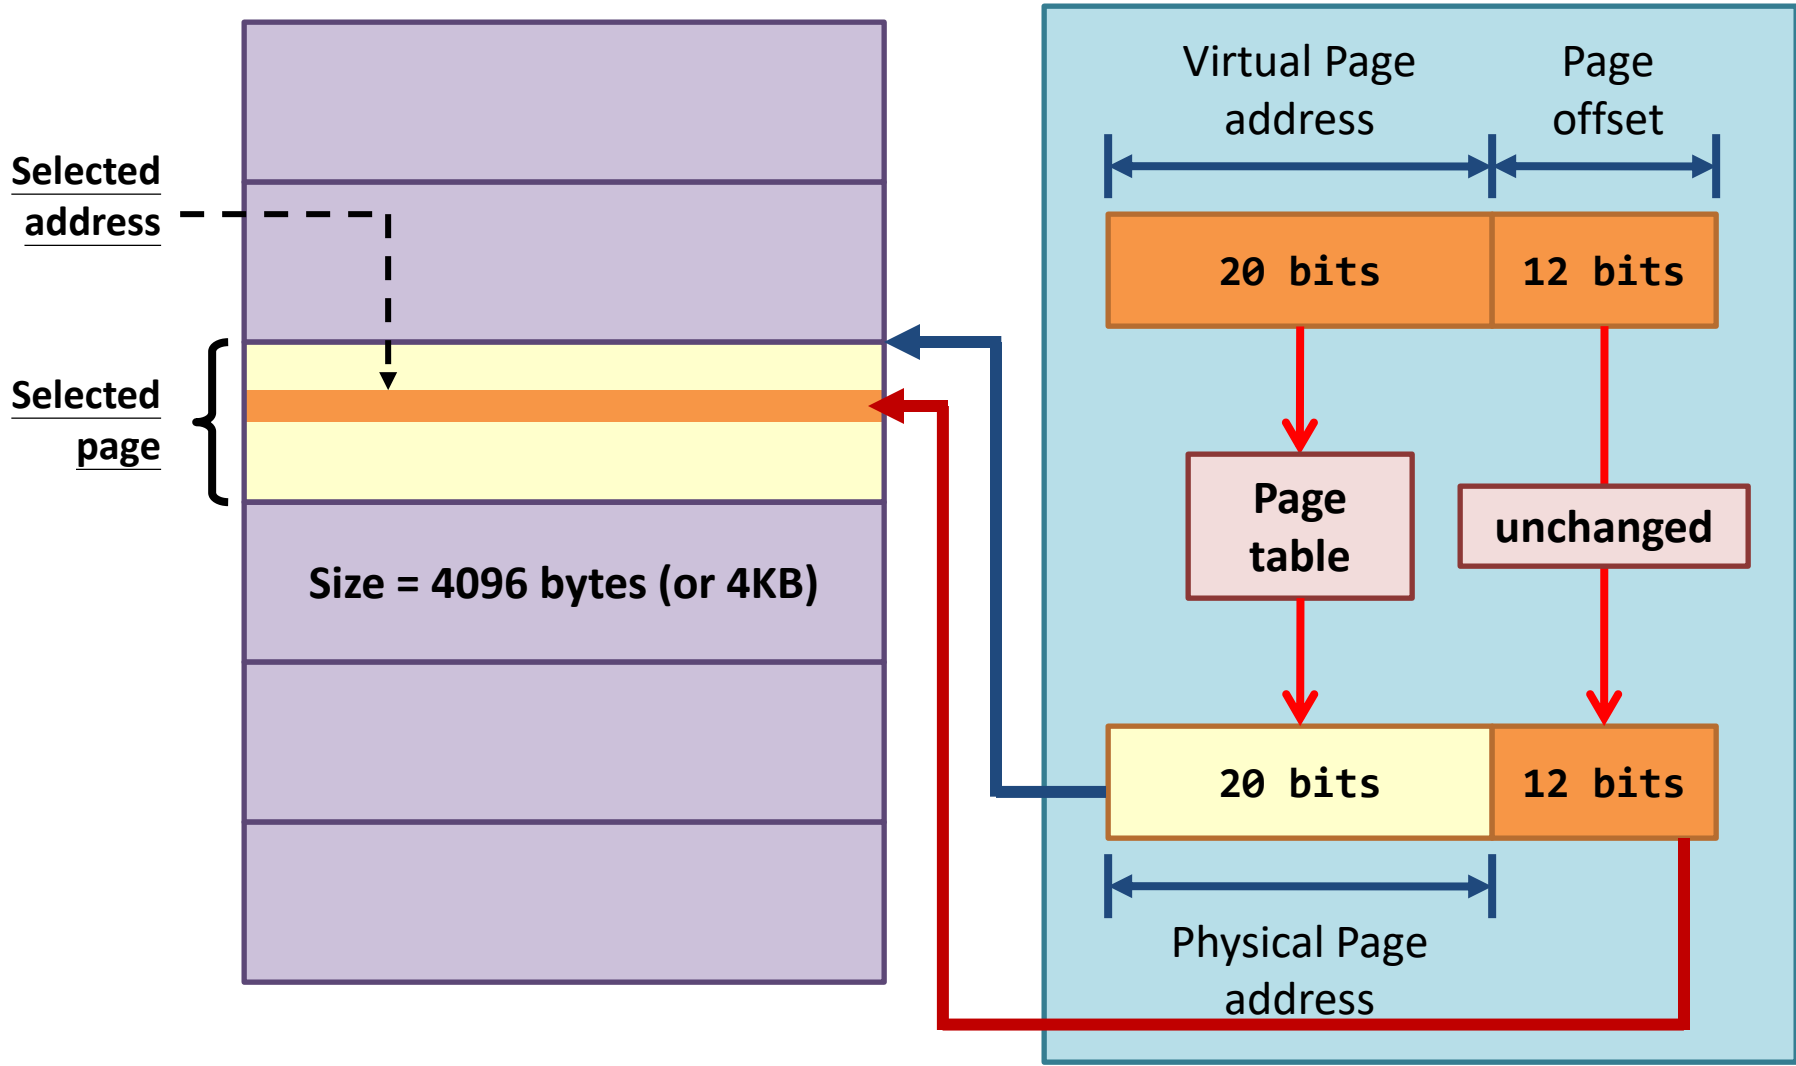 Selected
address
Selected
page
Size = 4096 bytes (or 4KB)
Virtual Page
address
Page
offset
20 bits
12 bits
Page
table
unchanged
20 bits
12 bits
Physical Page
address